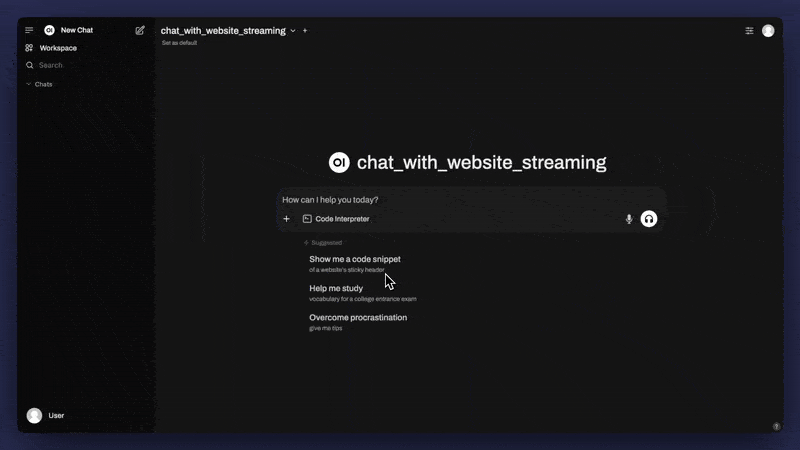 OI New Chat
Workspace
Search
Chats
User
chat_with_website_streaming
Set as default
OI chat_with_website_streaming
How can I help you today?
Code Interpreter
Suggested
Show me a code snippet
of a website's sticky header
Help me study
vocabulary for a college entrance exam
Overcome procrastination
give me tips
?